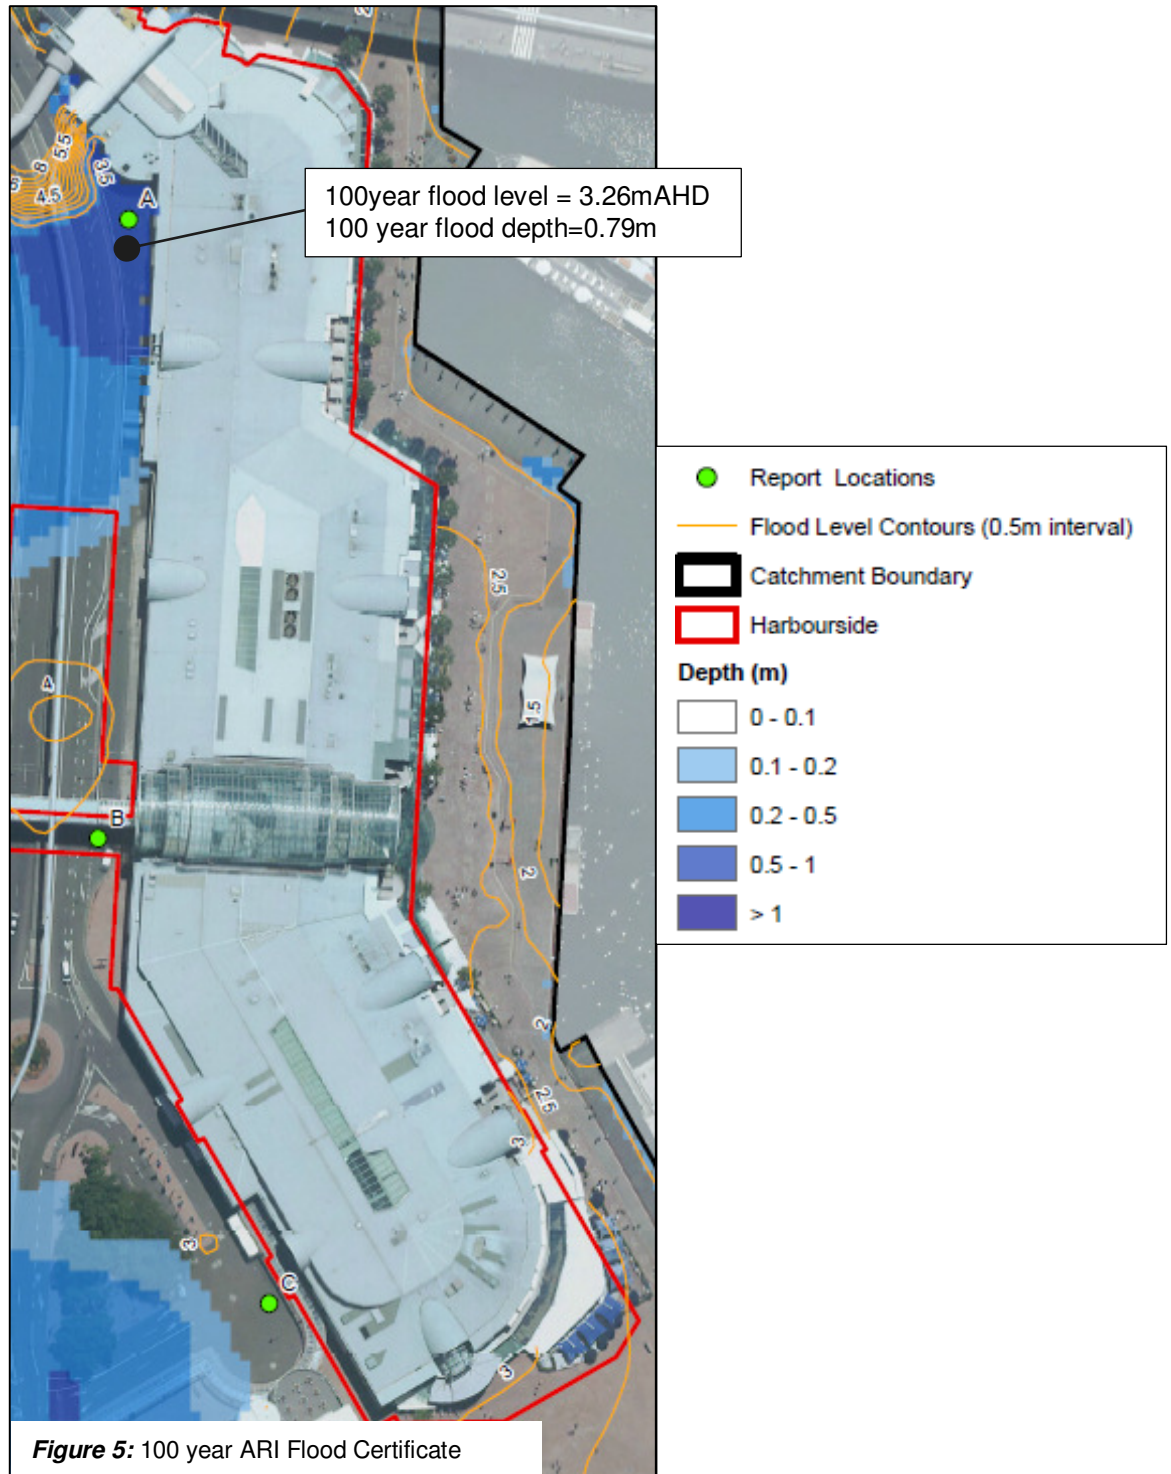 2
5.5
8
6
4.5
3.5
A
100year flood level = 3.26mAHD
100 year flood depth=0.79m
Report Locations
Flood Level Contours (0.5m interval)
Catchment Boundary
Harbourside
Depth (m)
0 - 0.1
0.1 - 0.2
0.2 - 0.5
0.5 - 1
> 1
2.5
4
1.5
B
2
2
2.5
3
3
C
3
Figure 5: 100 year ARI Flood Certificate